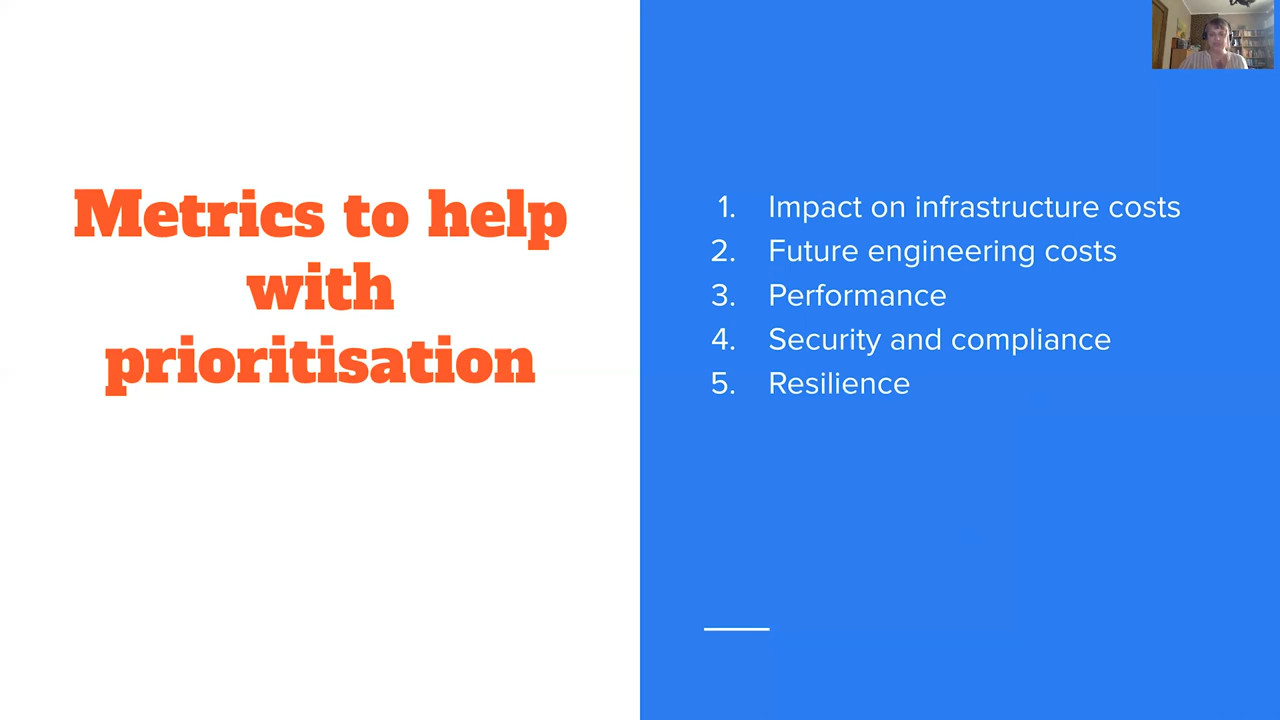 Metrics to help
with
prioritisation
1. Impact on infrastructure costs
2. Future engineering costs
3. Performance
4. Security and compliance
5. Resilience